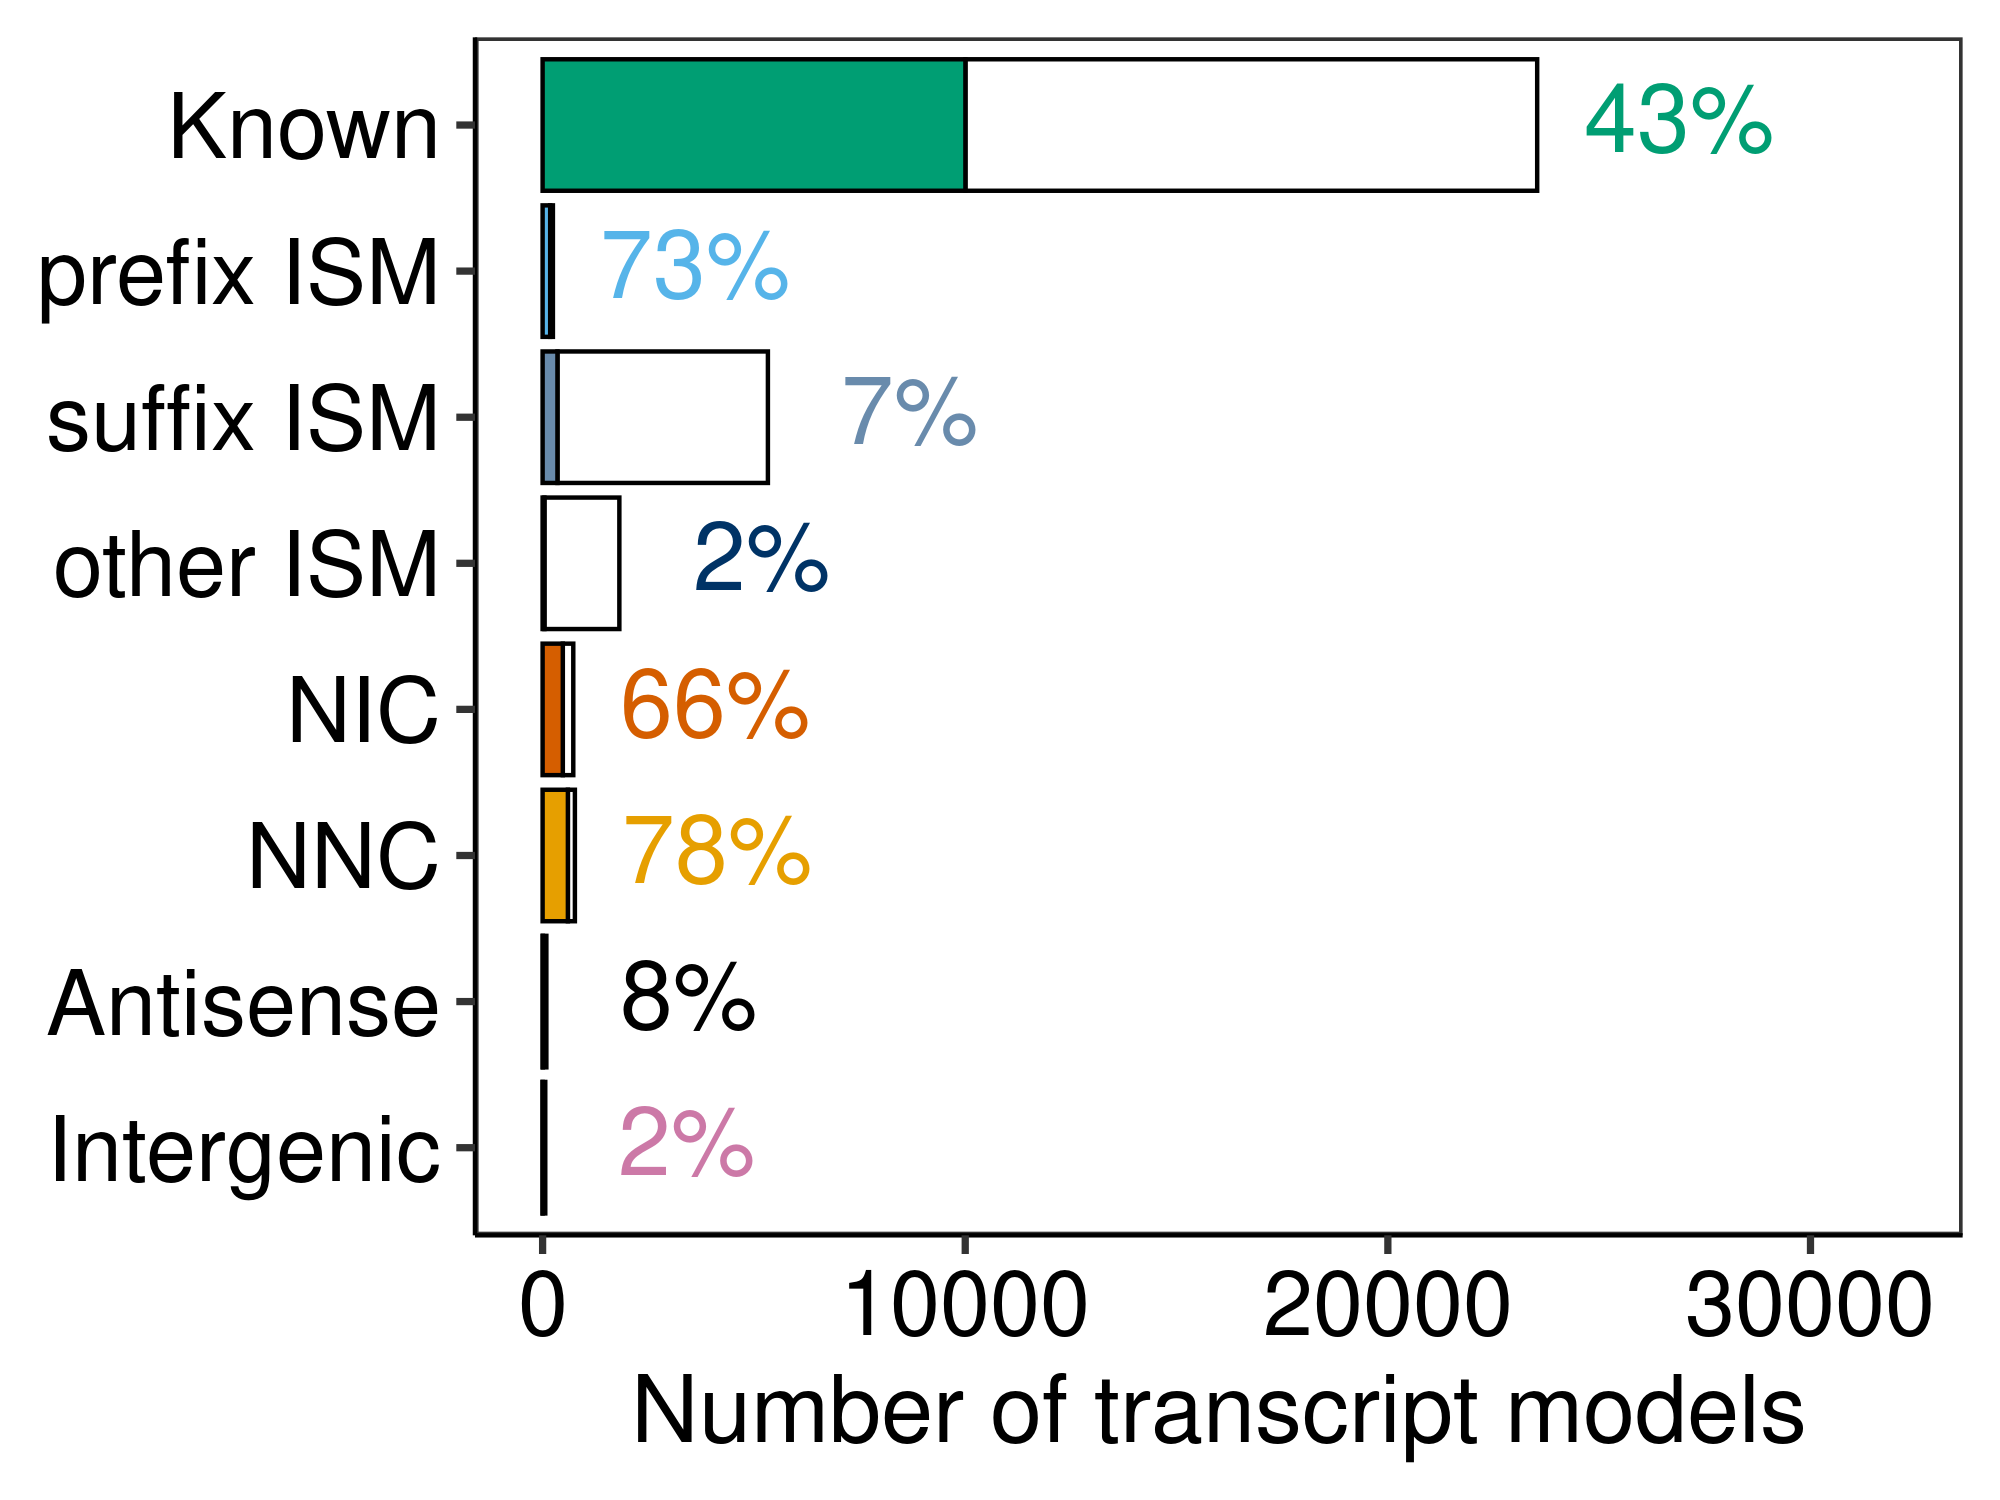 Known 43%
prefix ISM 73%
suffix ISM 7%
other ISM 2%
NIC 66%
NNC 78%
Antisense 8%
Intergenic 2%
0 10000 20000 30000
Number of transcript models